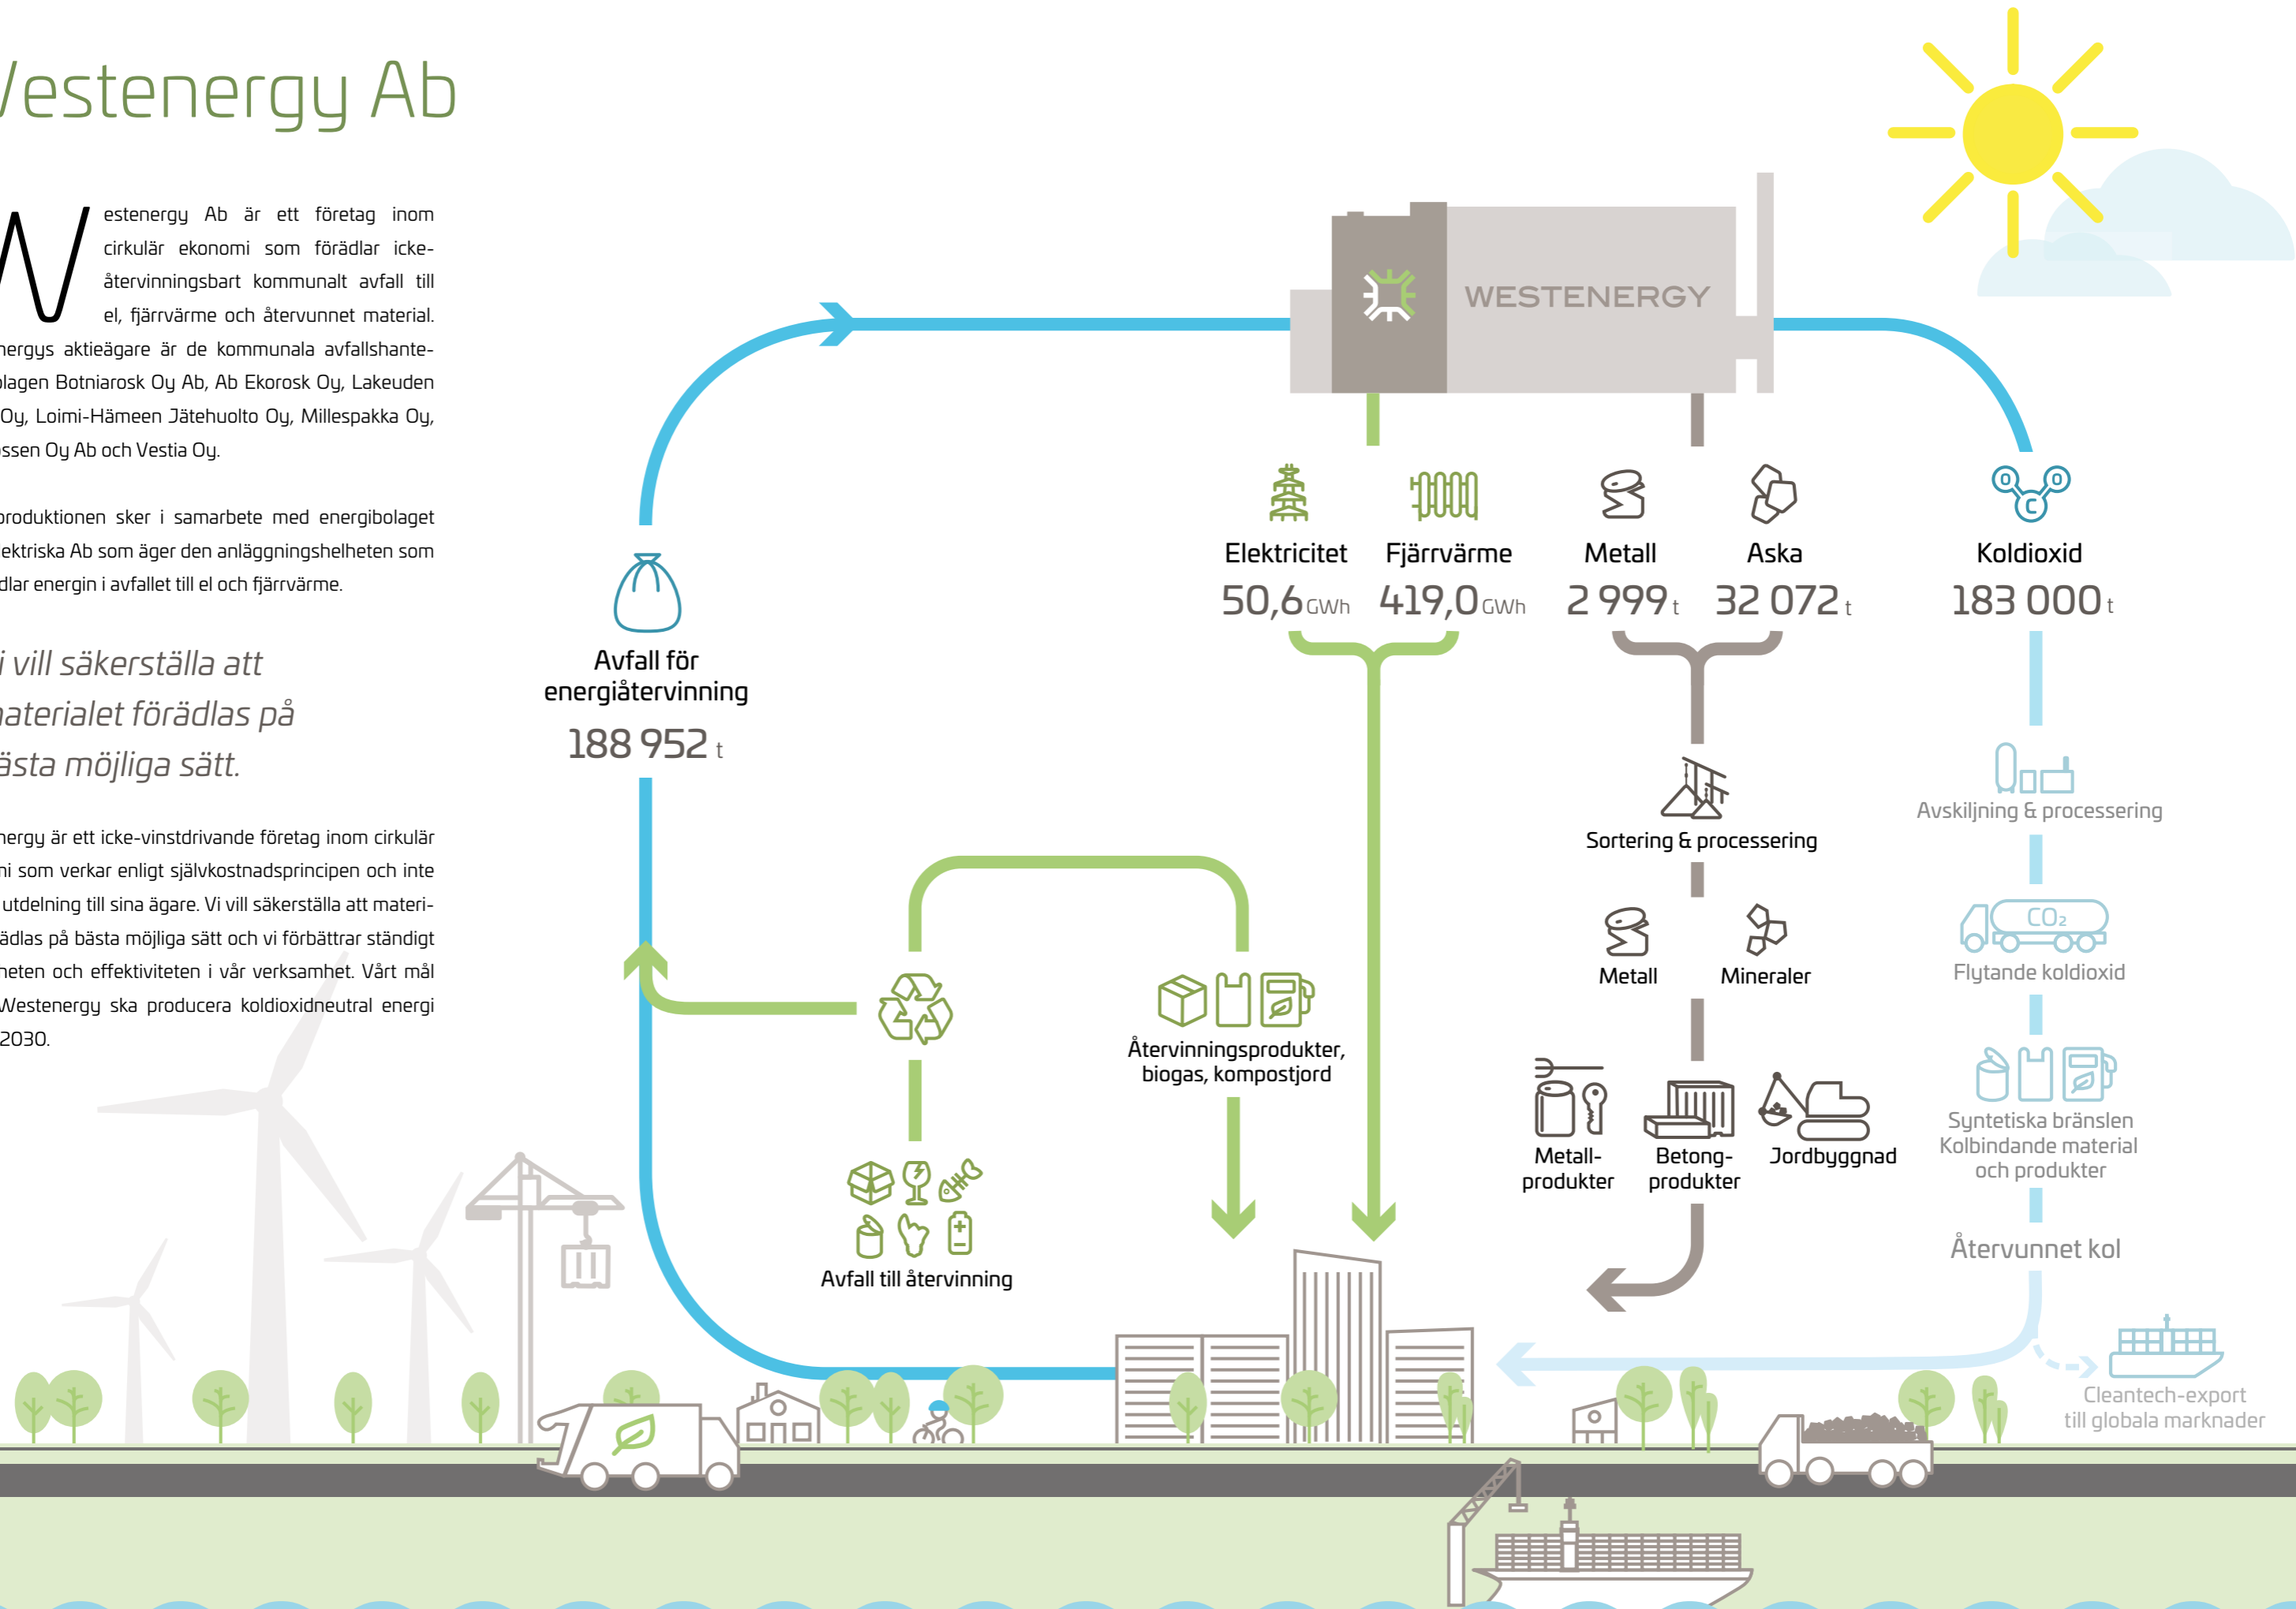 Westenergy Ab
Westenergy Ab är ett företag inom
cirkulär ekonomi som förädlar icke-
återvinningsbart kommunalt avfall till
el, fjärrvärme och återvunnet material.
nergys aktieägare är de kommunala avfallshante-
olagen Botniarosk Oy Ab, Ab Ekorosk Oy, Lakeuden
Oy, Loimi-Hämeen Jätehuolto Oy, Millespakka Oy,
ssen Oy Ab och Vestia Oy.
produktionen sker i samarbete med energibolaget
lektriska Ab som äger den anläggningshelheten som
dlar energin i avfallet till el och fjärrvärme.
i vill säkerställa att
naterialet förädlas på
ästa möjliga sätt.
nergy är ett icke-vinstdrivande företag inom cirkulär
mi som verkar enligt självkostnadsprincipen och inte
utdelning till sina ägare. Vi vill säkerställa att materi-
ädlas på bästa möjliga sätt och vi förbättrar ständigt
heten och effektiviteten i vår verksamhet. Vårt mål
Westenergy ska producera koldioxidneutral energi
2030.
WESTENERGY
Avfall för
energiåtervinning
188 952 t
Elektricitet
50,6 GWh
Fjärrvärme
419,0 GWh
Metall
2 999 t
Aska
32 072 t
O C O
Koldioxid
183 000 t
Sortering & processering
Metall
Mineraler
Metall-
produkter
Betong-
produkter
Jordbyggnad
Avskiljning & processering
CO₂
Flytande koldioxid
Syntetiska bränslen
Kolbindande material
och produkter
Återvunnet kol
Cleantech-export
till globala marknader
Återvinningsprodukter,
biogas, kompostjord
Avfall till återvinning